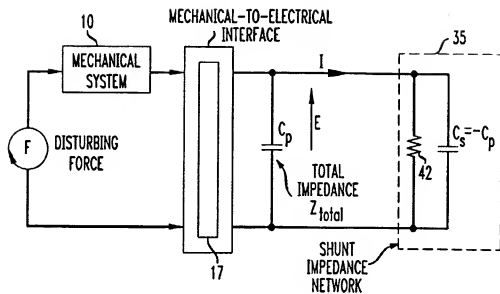 MECHANICAL-TO-ELECTRICAL
INTERFACE
10
MECHANICAL
SYSTEM
35
I
F
DISTURBING
FORCE
Cp
E
TOTAL
IMPEDANCE
Ztotal
42
Cs=-Cp
17
SHUNT
IMPEDANCE
NETWORK